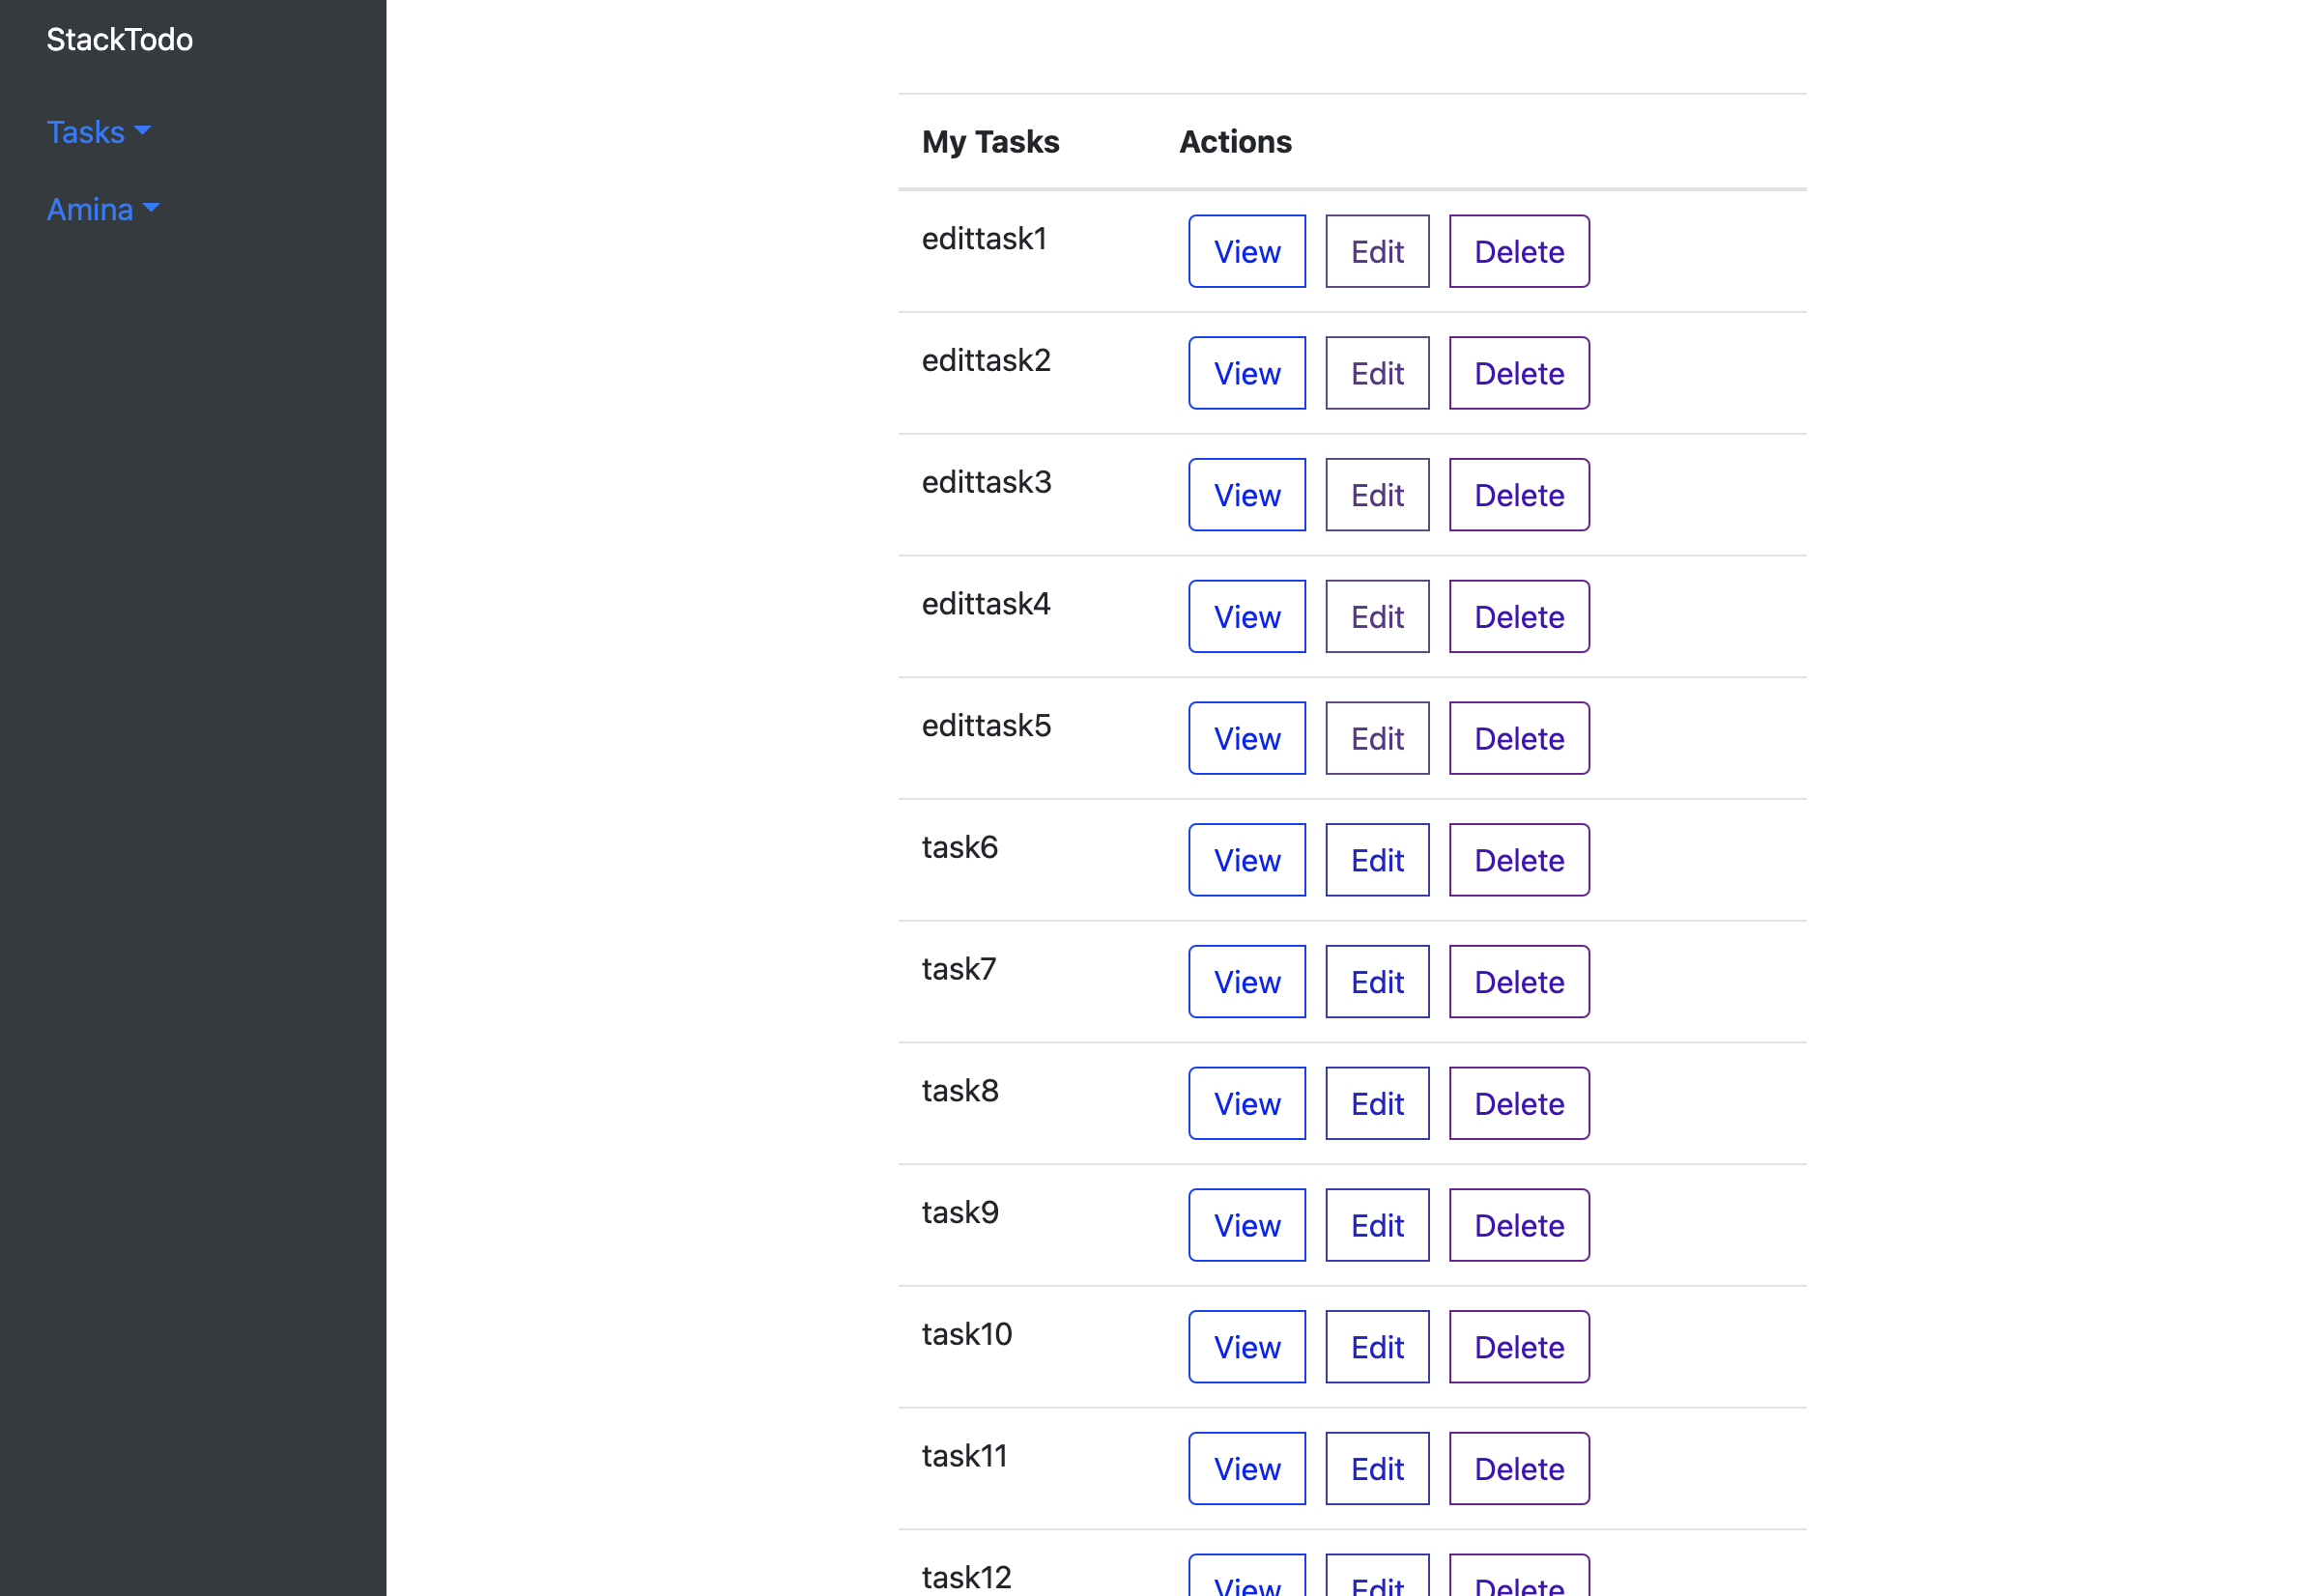 StackTodo
Tasks
Amina
My Tasks Actions
edittask1 View Edit Delete
edittask2 View Edit Delete
edittask3 View Edit Delete
edittask4 View Edit Delete
edittask5 View Edit Delete
task6 View Edit Delete
task7 View Edit Delete
task8 View Edit Delete
task9 View Edit Delete
task10 View Edit Delete
task11 View Edit Delete
task12 View Edit Delete